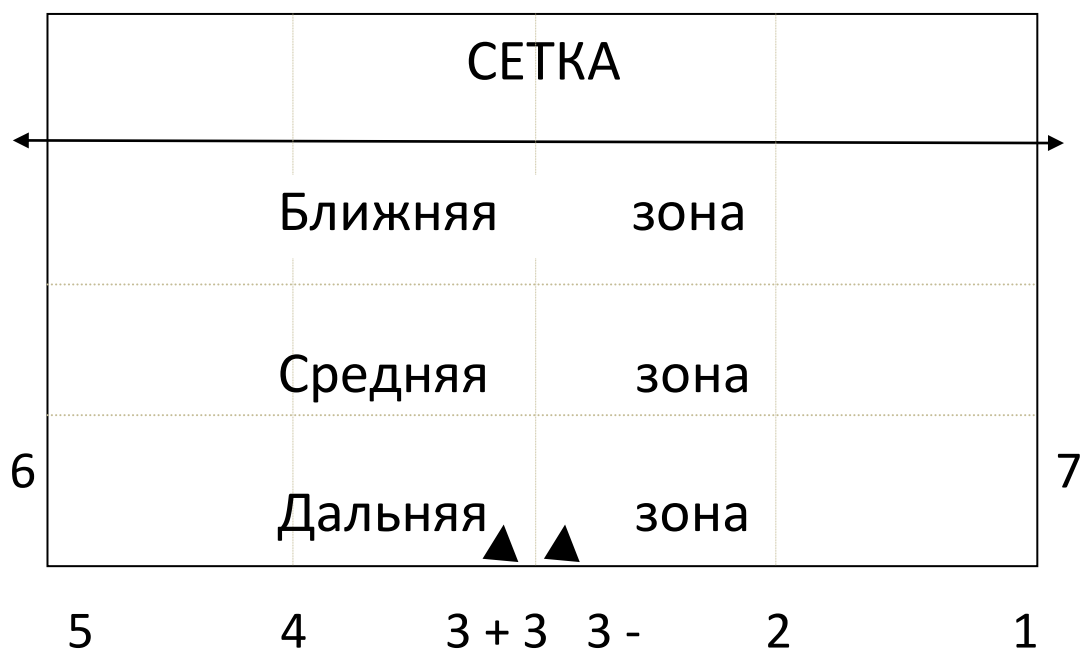 СЕТКА
Ближняя зона
Средняя зона
6 7
Дальняя зона
5 4 3 + 3 3 - 2 1